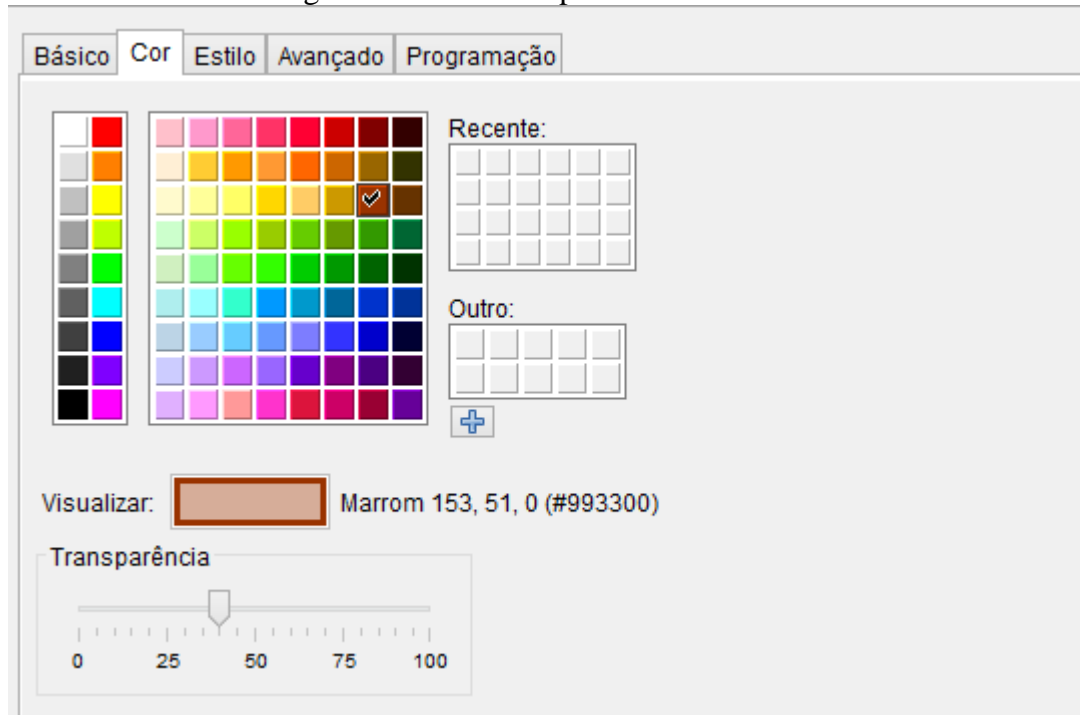 Básico Cor Estilo Avançado Programação
Recente:
Outro:
Visualizar: Marrom 153, 51, 0 (#993300)
Transparência
0 25 50 75 100